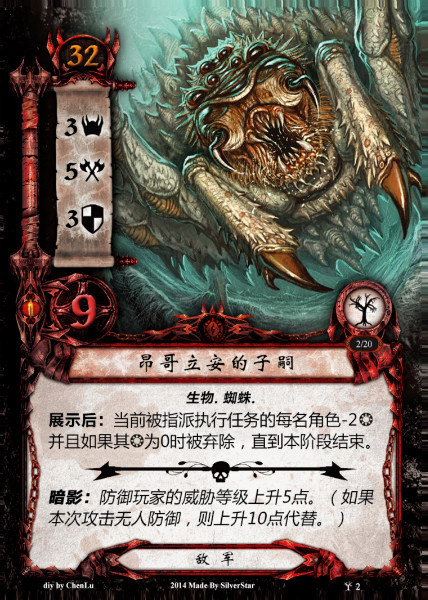 32
3
5
3
9
2/20
昂哥立安的子嗣
生物. 蜘蛛.
展示后：当前被指派执行任务的每名角色-2
并且如果其为0时被弃除，直到本阶段结束。
暗影：防御玩家的威胁等级上升5点。（如果
本次攻击无人防御，则上升10点代替。）
敌 军
diy by ChenLu 2014 Made By SilverStar 2